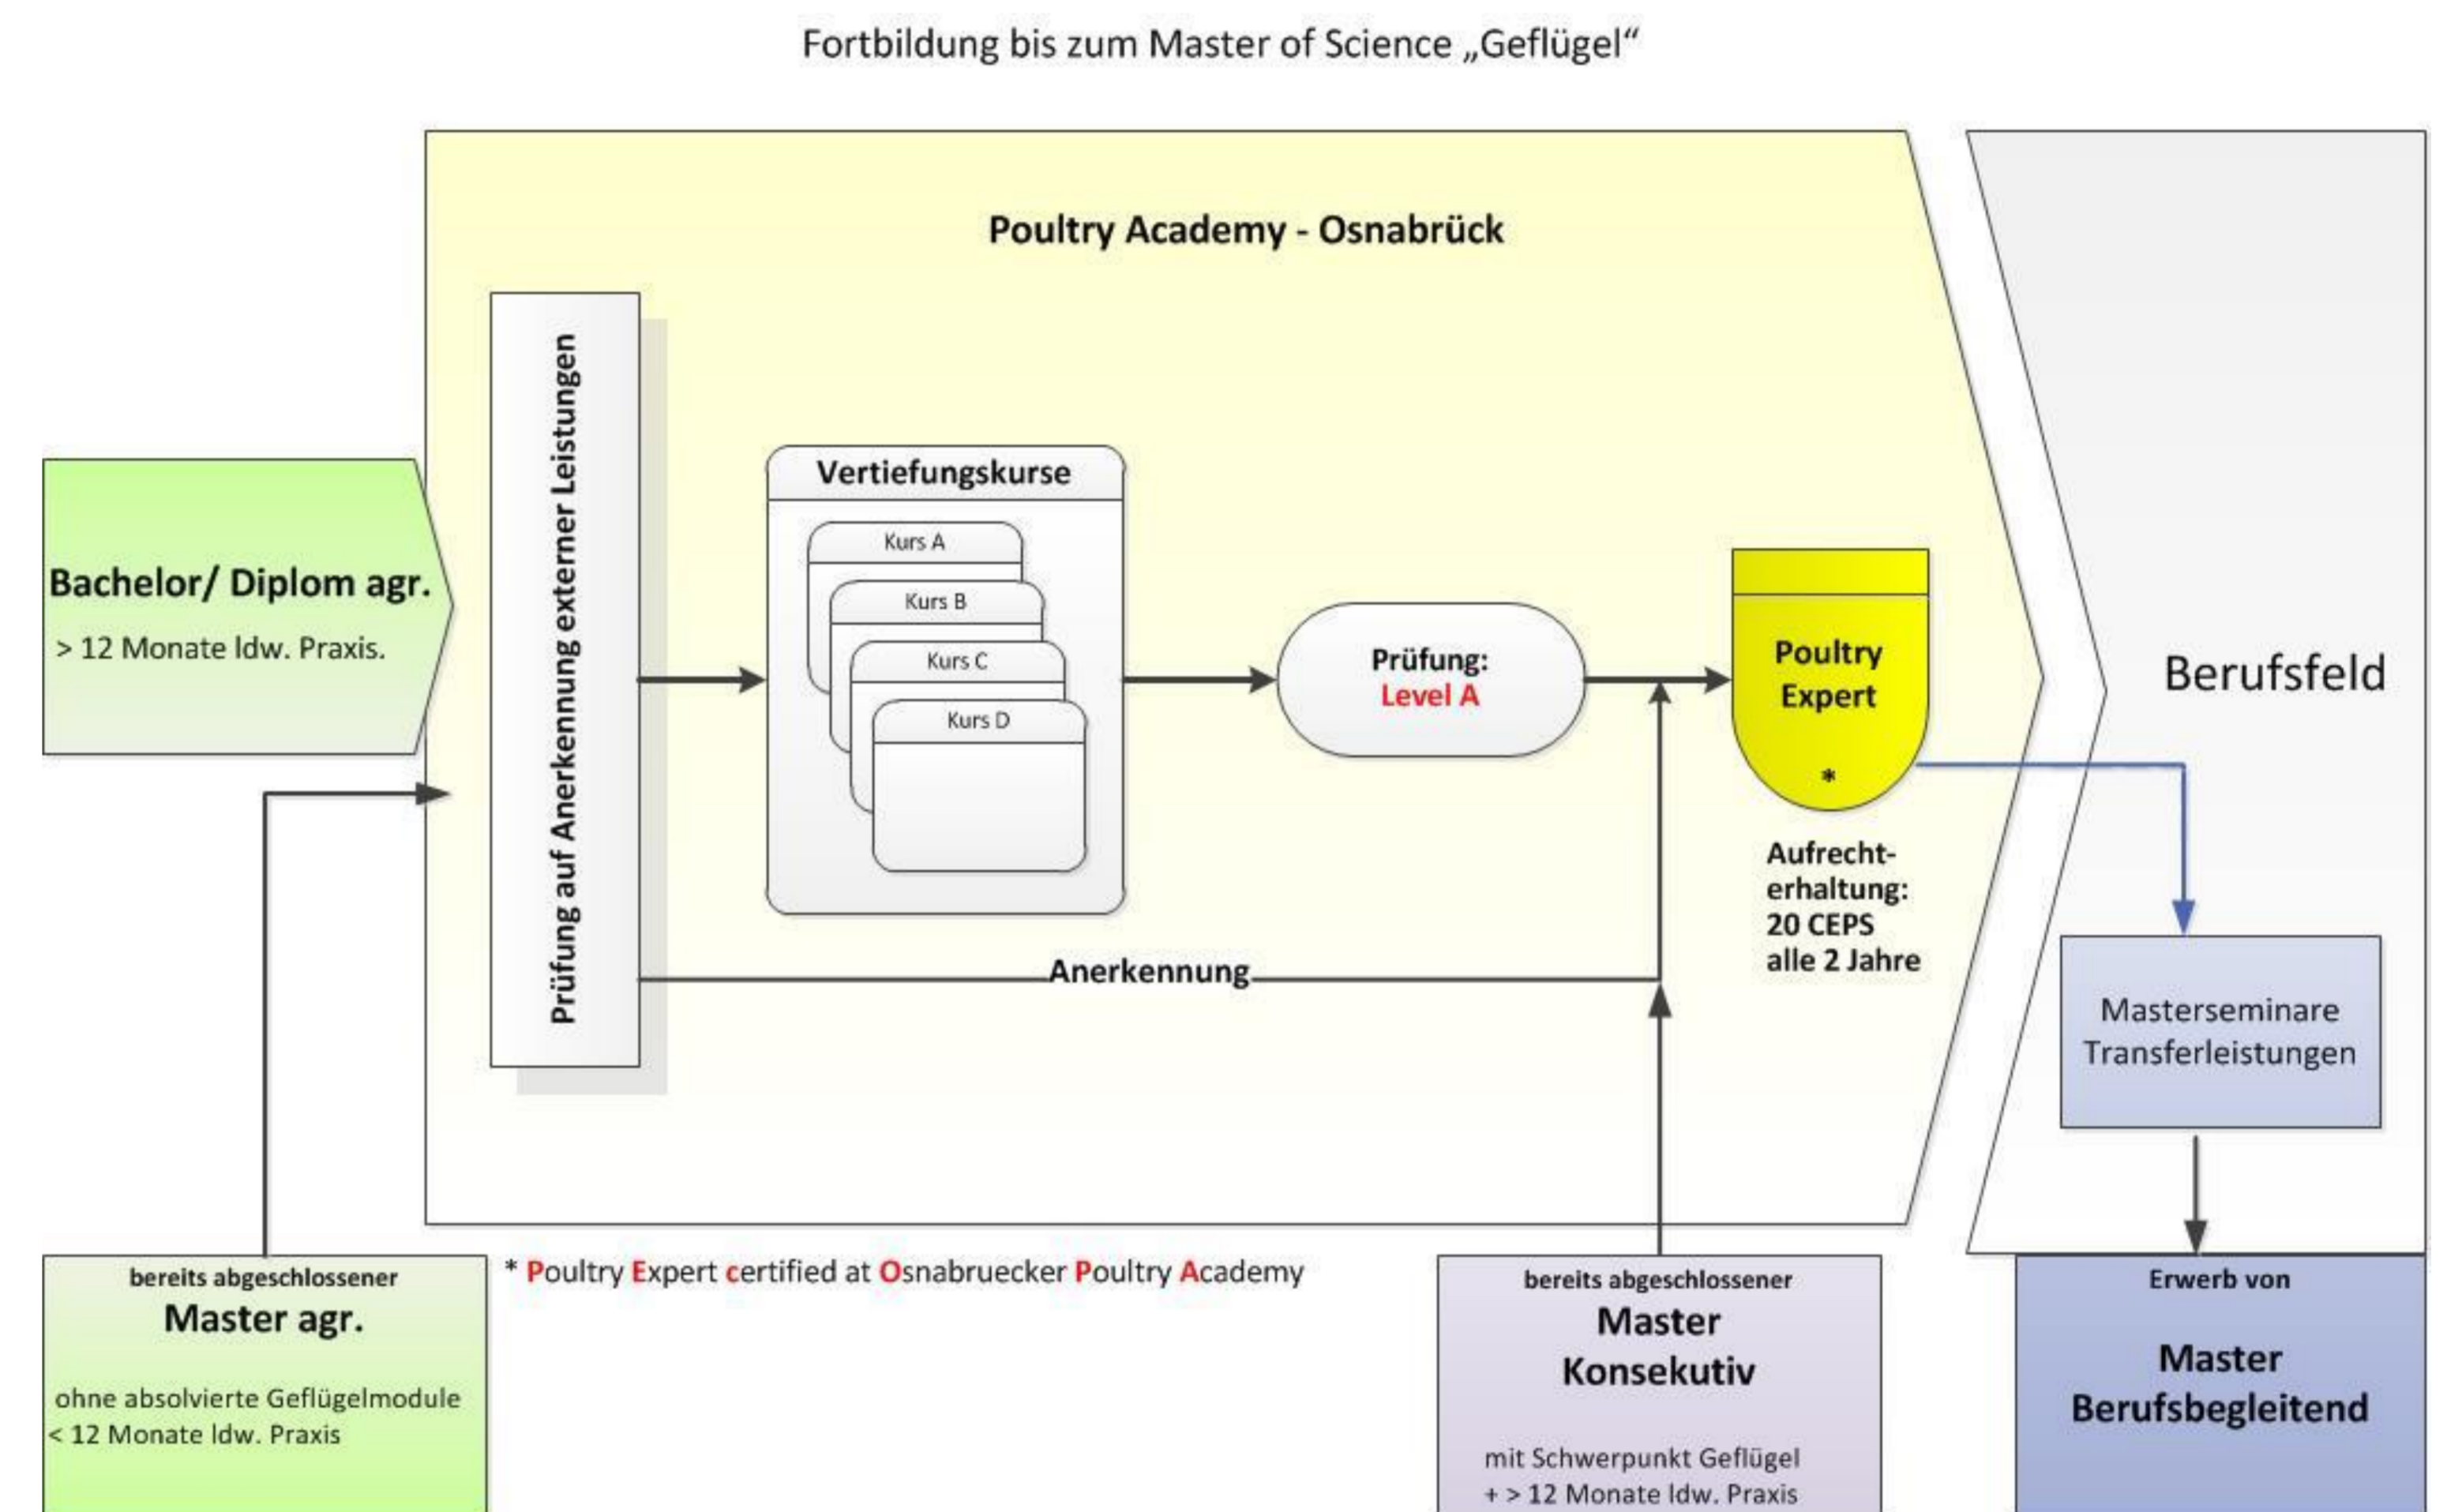 Fortbildung bis zum Master of Science „Geflügel“
Poultry Academy - Osnabrück
Bachelor/ Diplom agr.
> 12 Monate ldw. Praxis.
Prüfung auf Anerkennung externer Leistungen
Vertiefungskurse
Kurs A
Kurs B
Kurs C
Kurs D
Prüfung:
Level A
Poultry
Expert
*
Aufrecht-
erhaltung:
20 CEPS
alle 2 Jahre
Anerkennung
Berufsfeld
Masterseminare
Transferleistungen
bereits abgeschlossener
Master agr.
ohne absolvierte Geflügelmodule
< 12 Monate ldw. Praxis
* Poultry Expert certified at Osnabruecker Poultry Academy
bereits abgeschlossener
Master
Konsekutiv
mit Schwerpunkt Geflügel
+ > 12 Monate ldw. Praxis
Erwerb von
Master
Berufsbegleitend